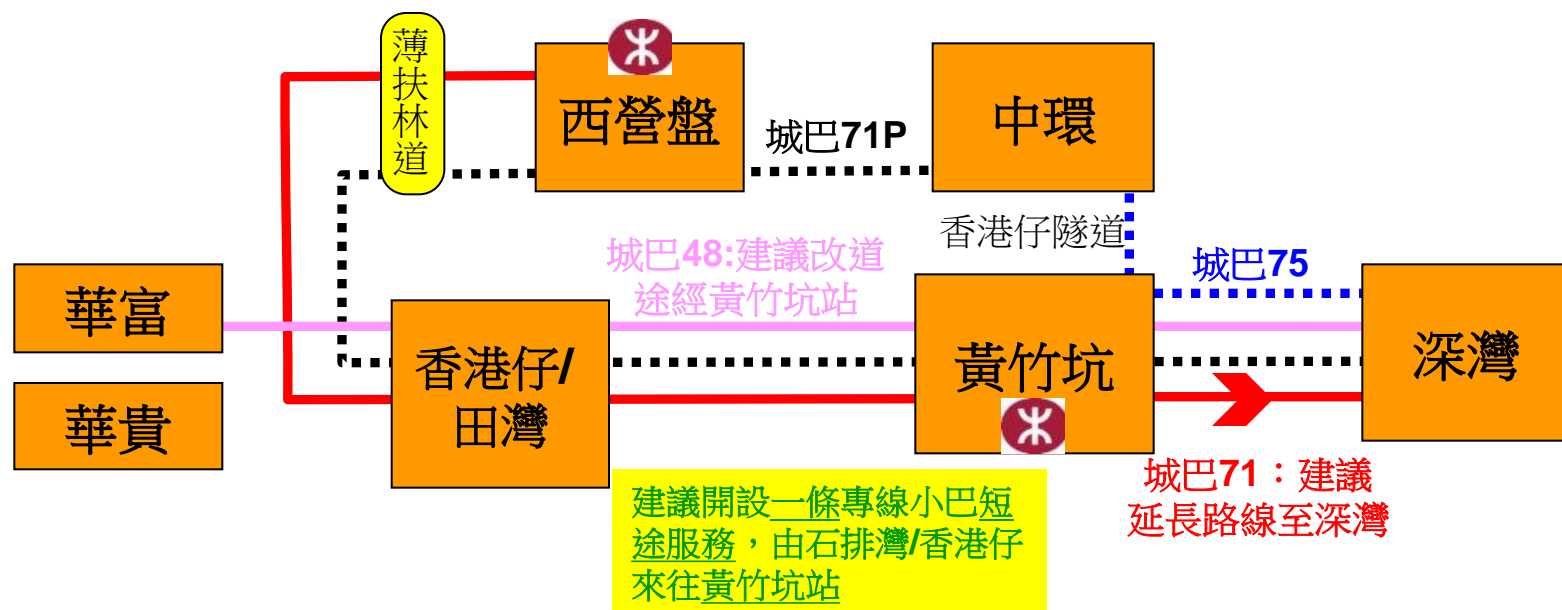 薄扶林道
西營盤
中環
城巴71P
香港仔隧道
城巴48:建議改道
途經黃竹坑站
城巴75
華富
華貴
香港仔/
田灣
黃竹坑
深灣
城巴71：建議
延長路線至深灣
建議開設一條專線小巴短
途服務，由石排灣/香港仔
來往黃竹坑站